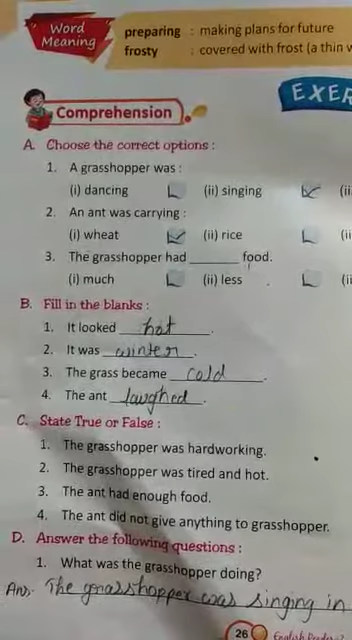 Word
Meaning
preparing : making plans for future
frosty : covered with frost (a thin
EXER
Comprehension
A. Choose the correct options :
1. A grasshopper was :
(i) dancing (ii) singing (ii
2. An ant was carrying :
(i) wheat (ii) rice (ii
3. The grasshopper had ______ food.
(i) much (ii) less (ii
B. Fill in the blanks :
1. It looked hot.
2. It was winter.
3. The grass became cold.
4. The ant laughed.
C. State True or False :
1. The grasshopper was hardworking.
2. The grasshopper was tired and hot.
3. The ant had enough food.
4. The ant did not give anything to grasshopper.
D. Answer the following questions :
1. What was the grasshopper doing?
Ans. The grasshopper was singing in
26 English